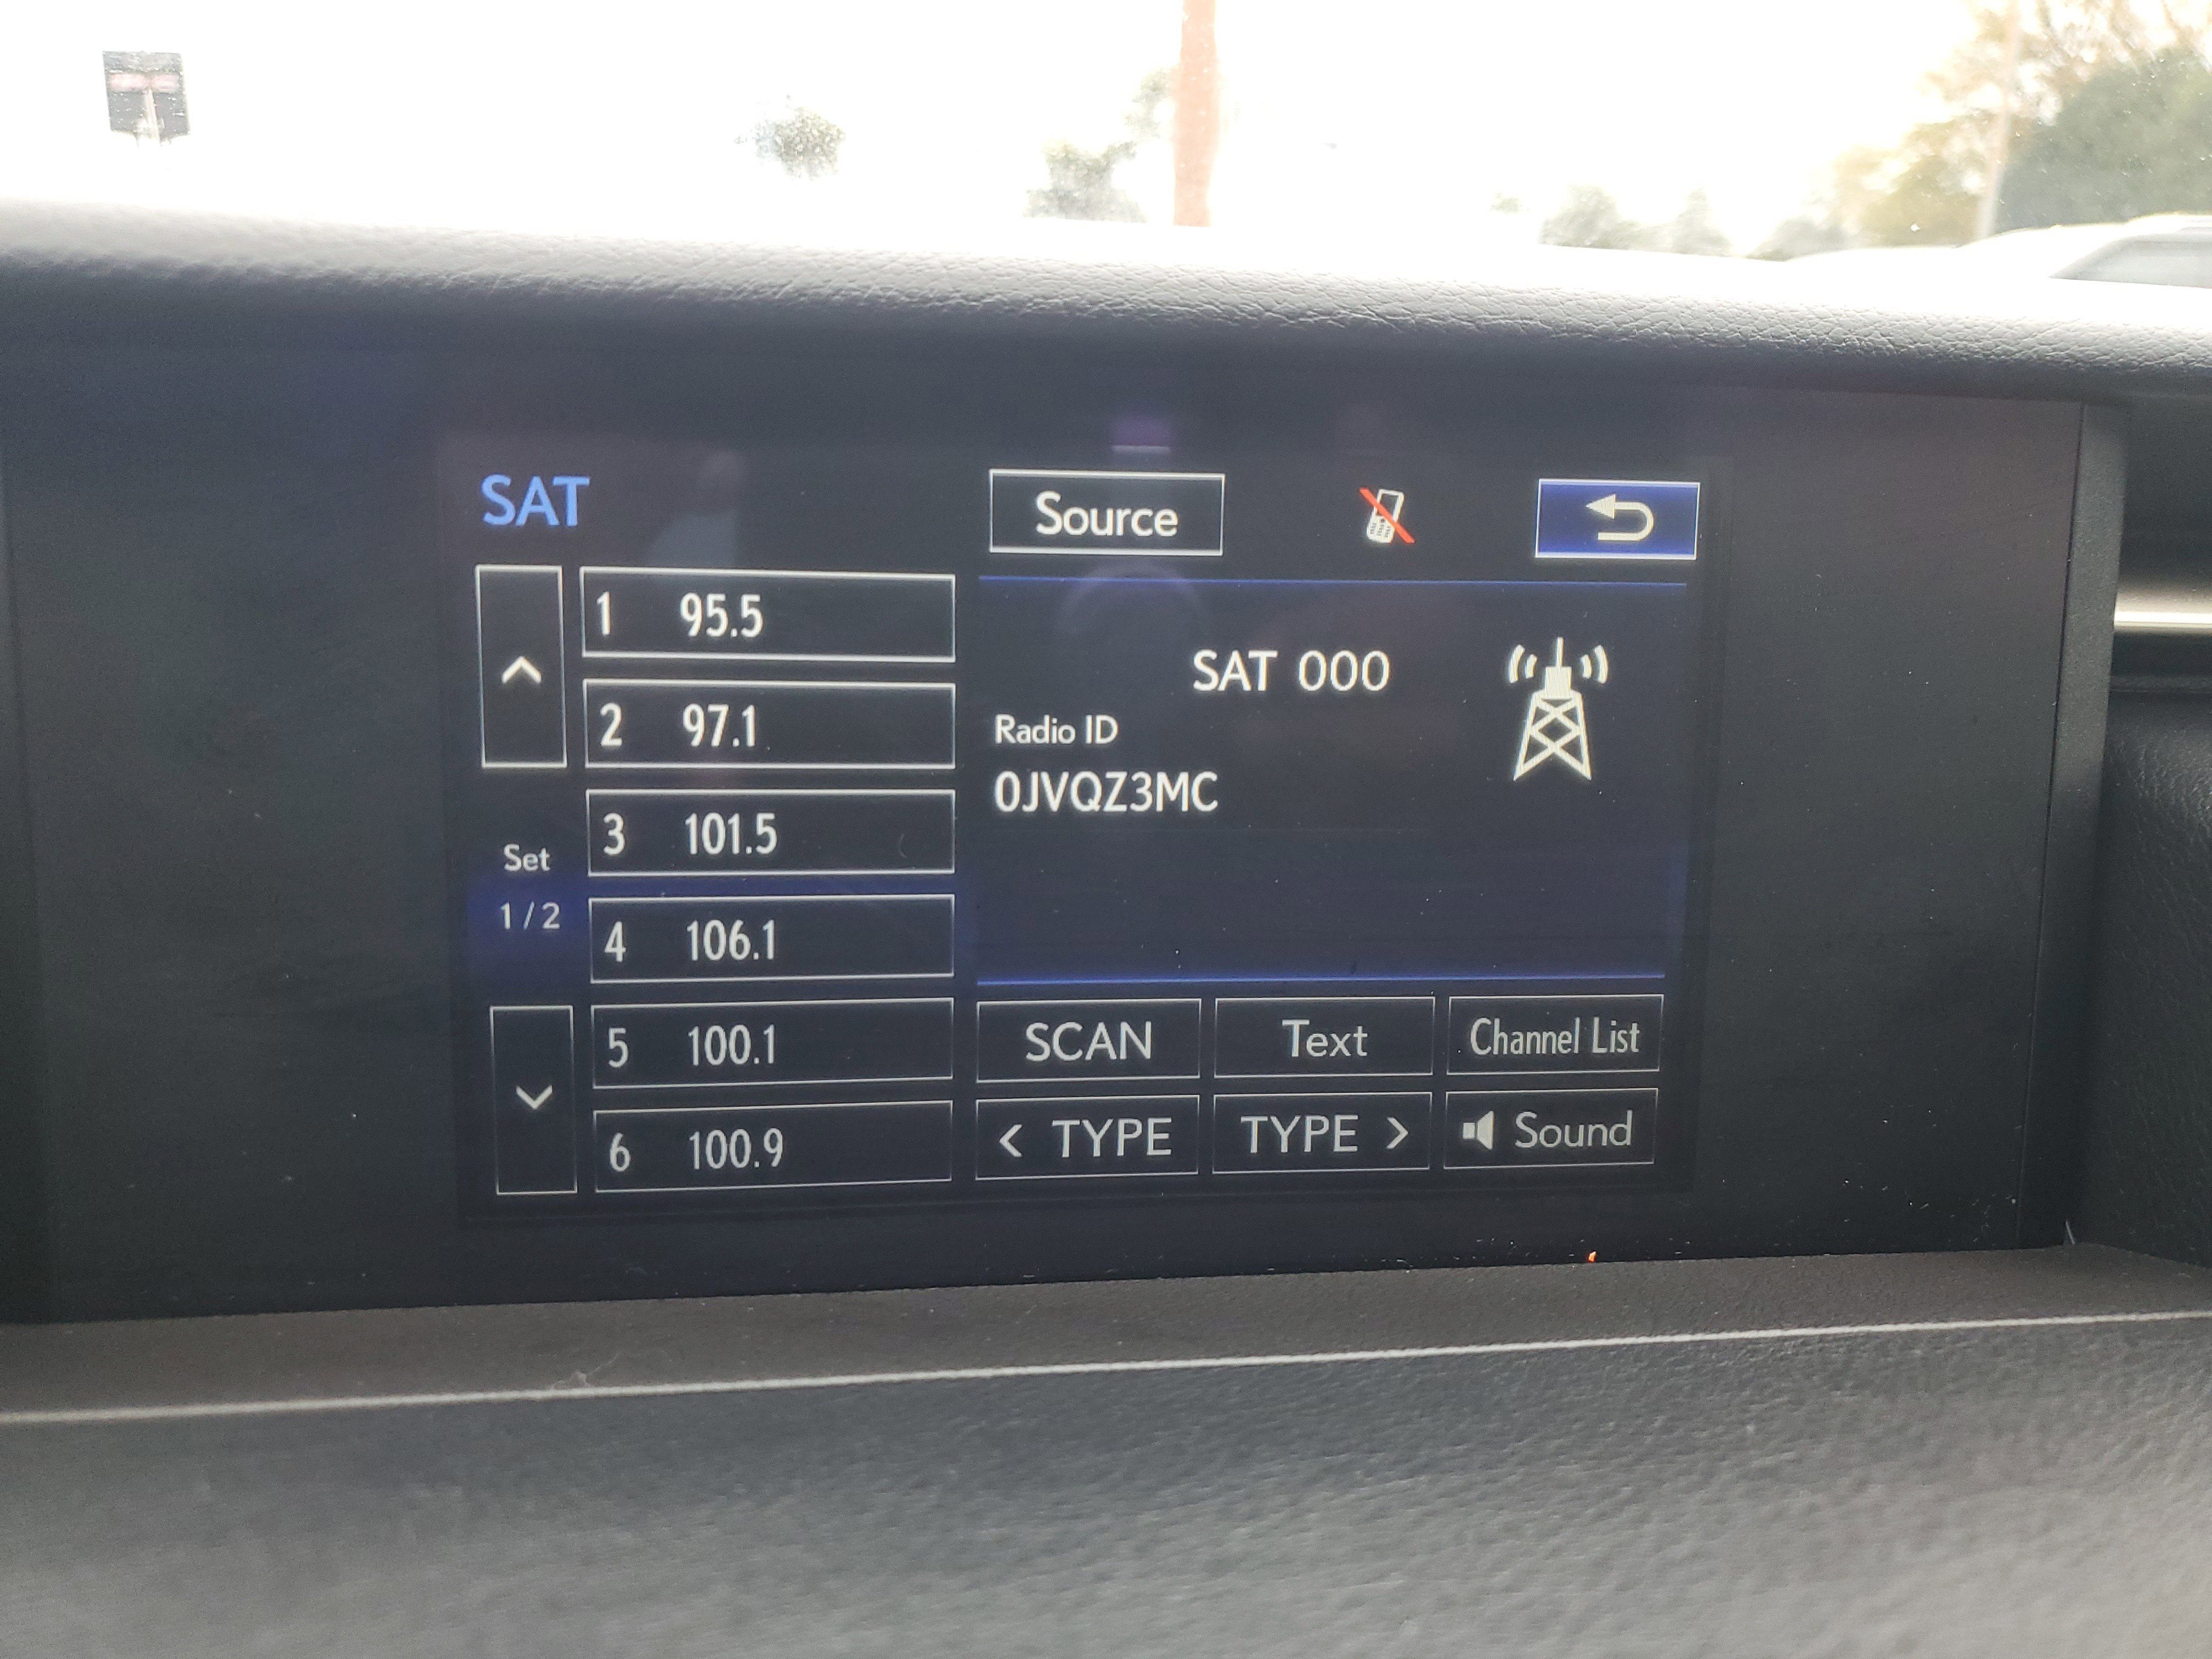 SAT
Source
1 95.5
2 97.1
3 101.5
Set
1/2
4 106.1
5 100.1
6 100.9
SAT 000
Radio ID
0JVQZ3MC
SCAN
Text
Channel List
< TYPE
TYPE >
Sound